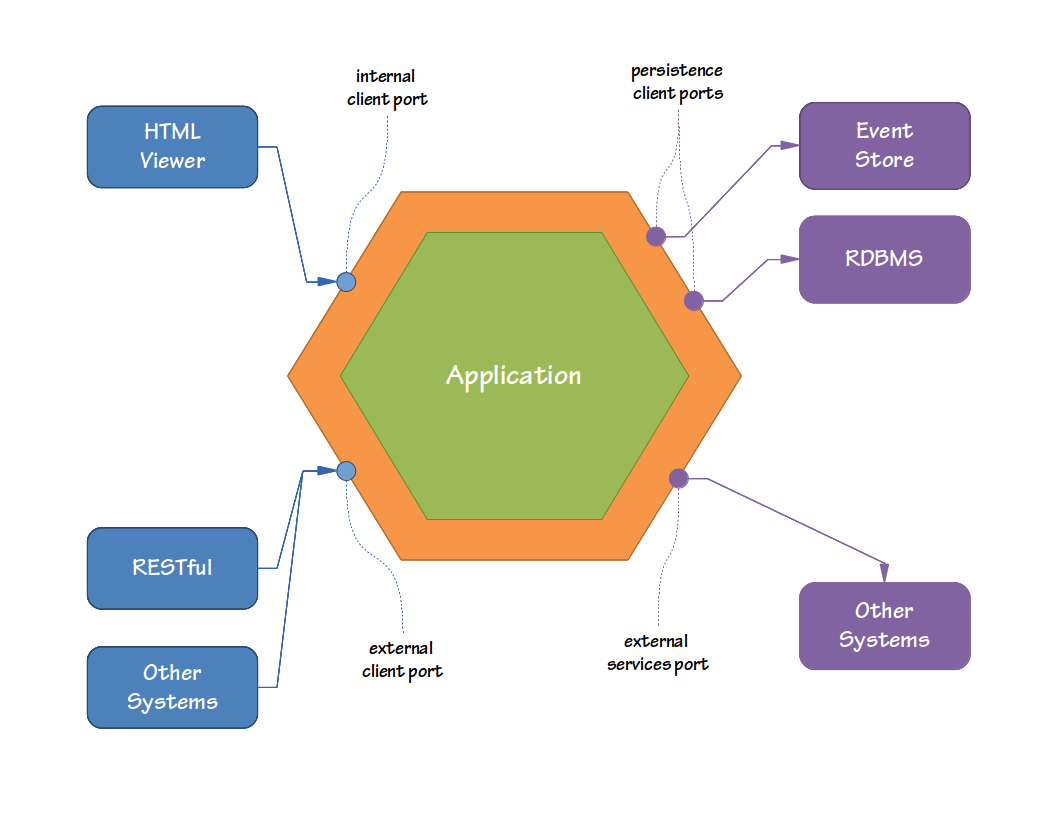 internal
client port
persistence
client ports
HTML
Viewer
Event
Store
RDBMS
Application
RESTful
Other
Systems
external
client port
external
services port
Other
Systems